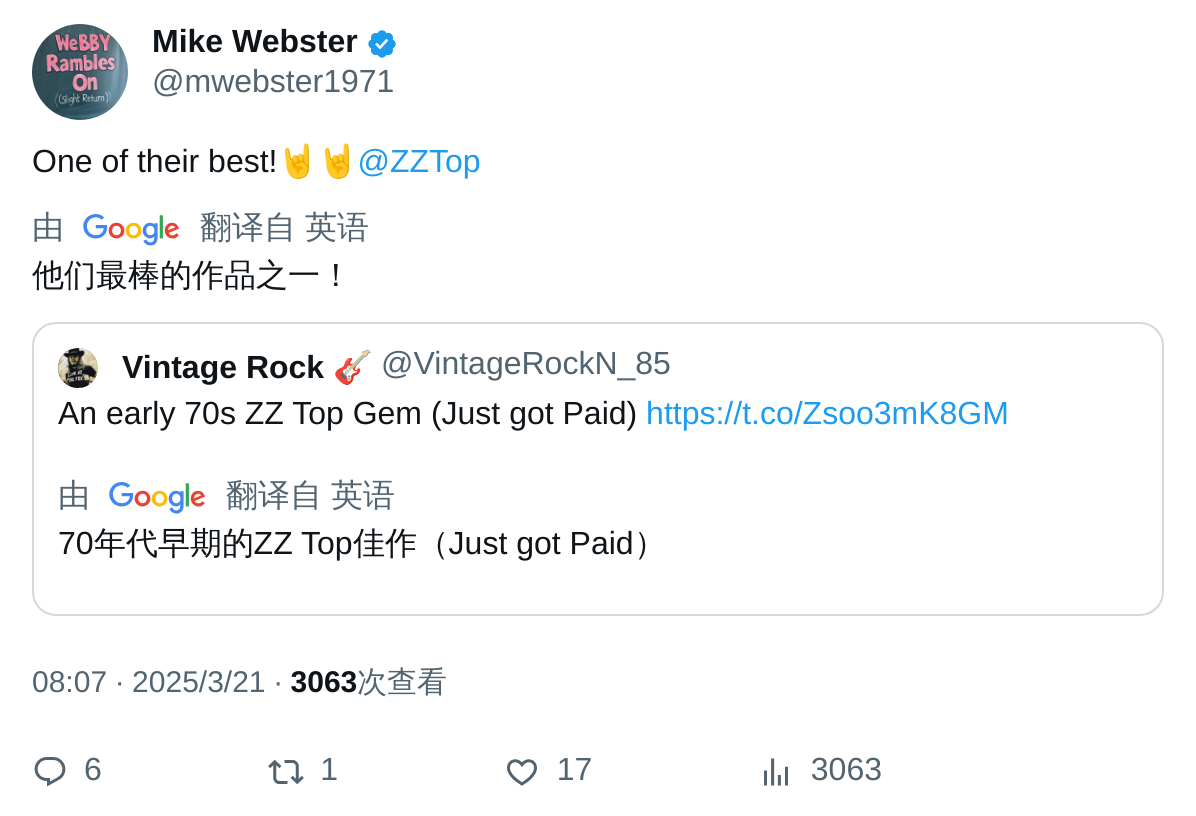 WeBBY
Rambles
On
((Slight Return))
Mike Webster
@mwebster1971
One of their best!🤘🤘@ZZTop
由 Google 翻译自 英语
他们最棒的作品之一！
Vintage Rock 🎸 @VintageRockN_85
An early 70s ZZ Top Gem (Just got Paid) https://t.co/Zsoo3mK8GM
由 Google 翻译自 英语
70年代早期的ZZ Top佳作（Just got Paid）
08:07 · 2025/3/21 · 3063次查看
6 1 17 3063